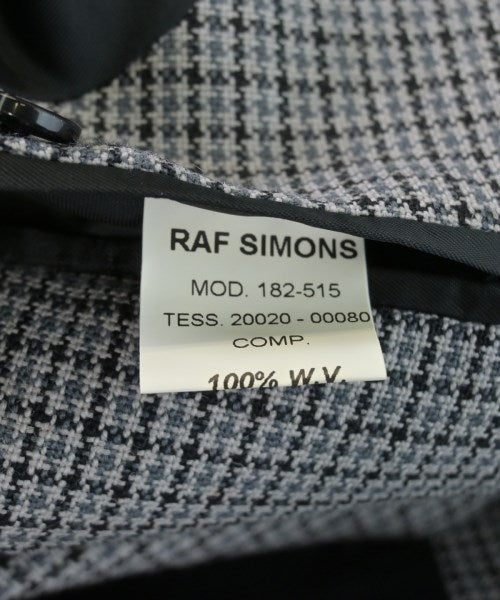 RAF SIMONS
MOD. 182-515
TESS. 20020 - 00080
COMP.
100% W.V.